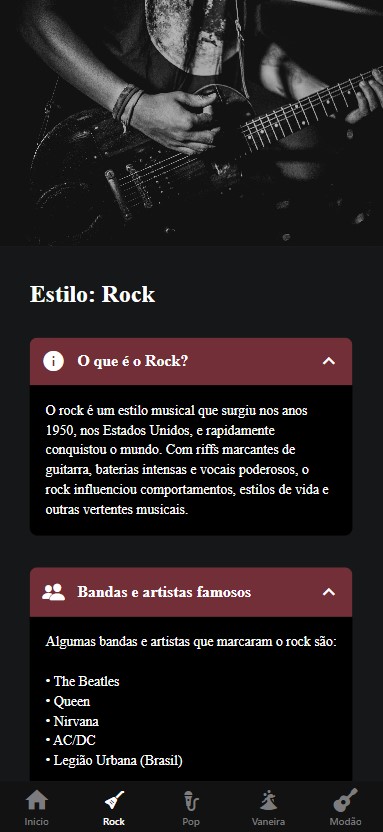 Estilo: Rock
O que é o Rock?
O rock é um estilo musical que surgiu nos anos
1950, nos Estados Unidos, e rapidamente
conquistou o mundo. Com riffs marcantes de
guitarra, baterias intensas e vocais poderosos, o
rock influenciou comportamentos, estilos de vida e
outras vertentes musicais.
Bandas e artistas famosos
Algumas bandas e artistas que marcaram o rock são:
• The Beatles
• Queen
• Nirvana
• AC/DC
• Legião Urbana (Brasil)
Início Rock Pop Vaneira Modão